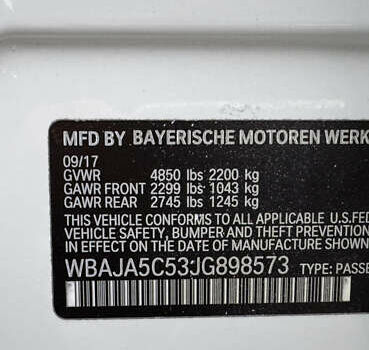 MFD BY BAYERISCHE MOTOREN WERK
09/17
GVWR 4850 lbs 2200 kg
GAWR FRONT 2299 lbs 1043 kg
GAWR REAR 2745 lbs 1245 kg
THIS VEHICLE CONFORMS TO ALL APPLICABLE U.S. FED
VEHICLE SAFETY, BUMPER AND THEFT PREVENTION
IN EFFECT ON THE DATE OF MANUFACTURE SHOWN
WBAJA5C53JG898573 TYPE: PASSE